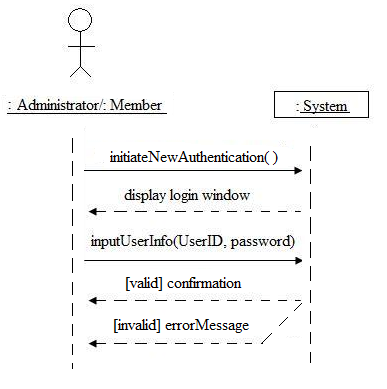 : Administrator/: Member
: System
initiateNewAuthentication( )
display login window
inputUserInfo(UserID, password)
[valid] confirmation
[invalid] errorMessage